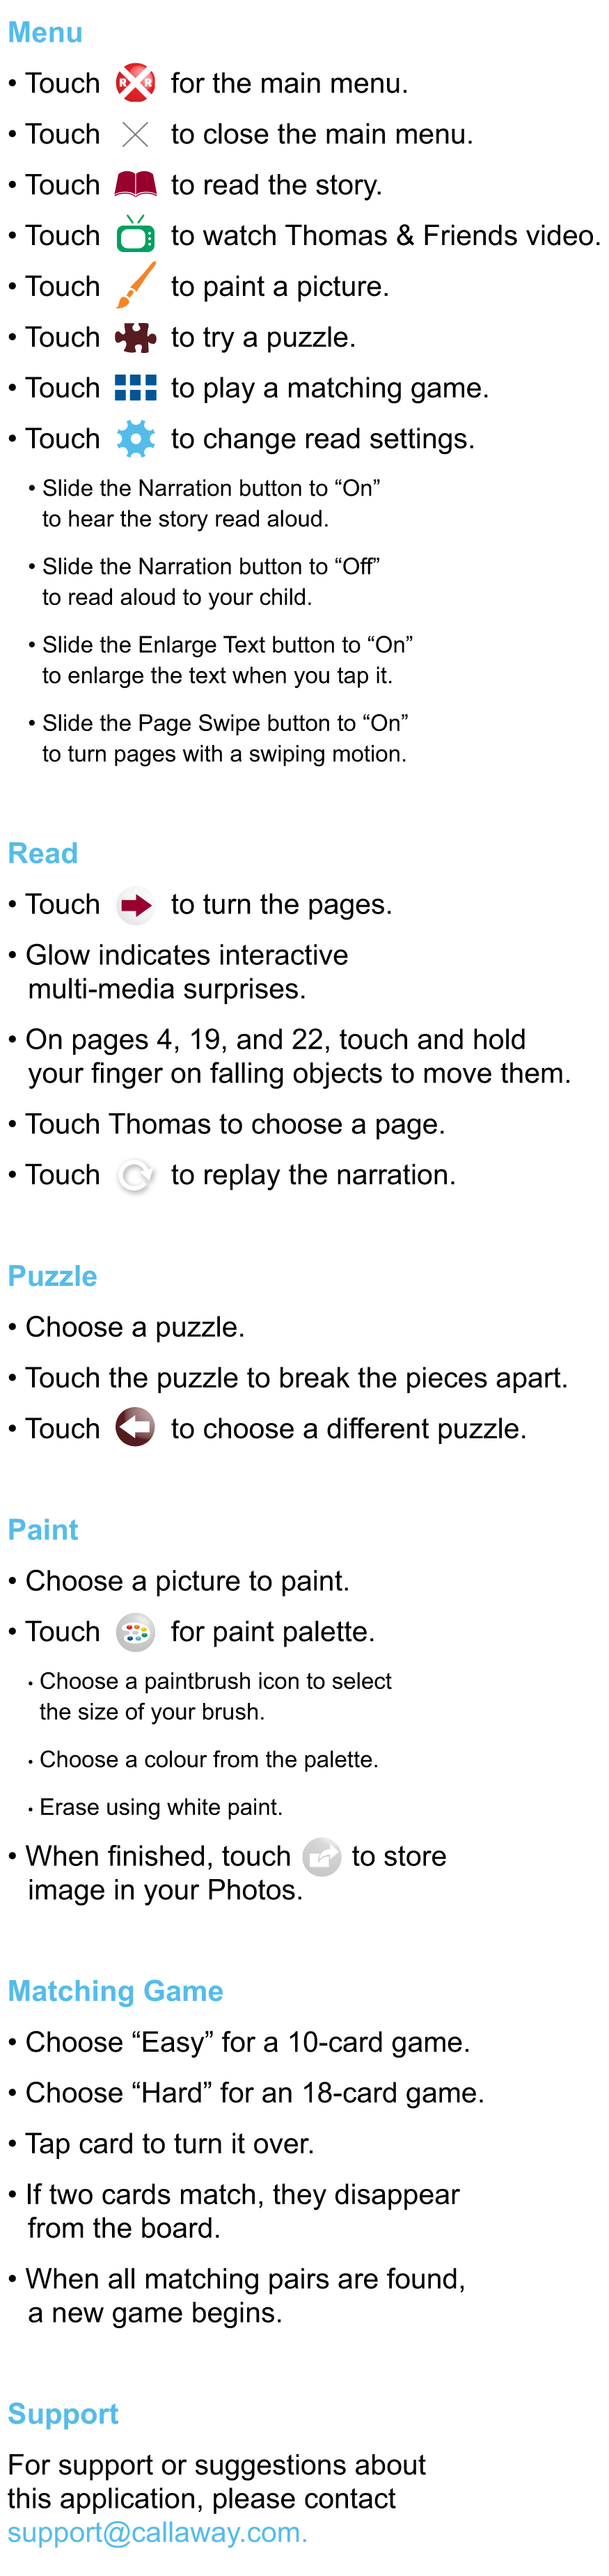 Menu
• Touch RR for the main menu.
• Touch to close the main menu.
• Touch to read the story.
• Touch to watch Thomas & Friends video.
• Touch to paint a picture.
• Touch to try a puzzle.
• Touch to play a matching game.
• Touch to change read settings.
• Slide the Narration button to “On”
to hear the story read aloud.
• Slide the Narration button to “Off”
to read aloud to your child.
• Slide the Enlarge Text button to “On”
to enlarge the text when you tap it.
• Slide the Page Swipe button to “On”
to turn pages with a swiping motion.
Read
• Touch to turn the pages.
• Glow indicates interactive
multi-media surprises.
• On pages 4, 19, and 22, touch and hold
your finger on falling objects to move them.
• Touch Thomas to choose a page.
• Touch to replay the narration.
Puzzle
• Choose a puzzle.
• Touch the puzzle to break the pieces apart.
• Touch to choose a different puzzle.
Paint
• Choose a picture to paint.
• Touch for paint palette.
• Choose a paintbrush icon to select
the size of your brush.
• Choose a colour from the palette.
• Erase using white paint.
• When finished, touch to store
image in your Photos.
Matching Game
• Choose “Easy” for a 10-card game.
• Choose “Hard” for an 18-card game.
• Tap card to turn it over.
• If two cards match, they disappear
from the board.
• When all matching pairs are found,
a new game begins.
Support
For support or suggestions about
this application, please contact
support@callaway.com.